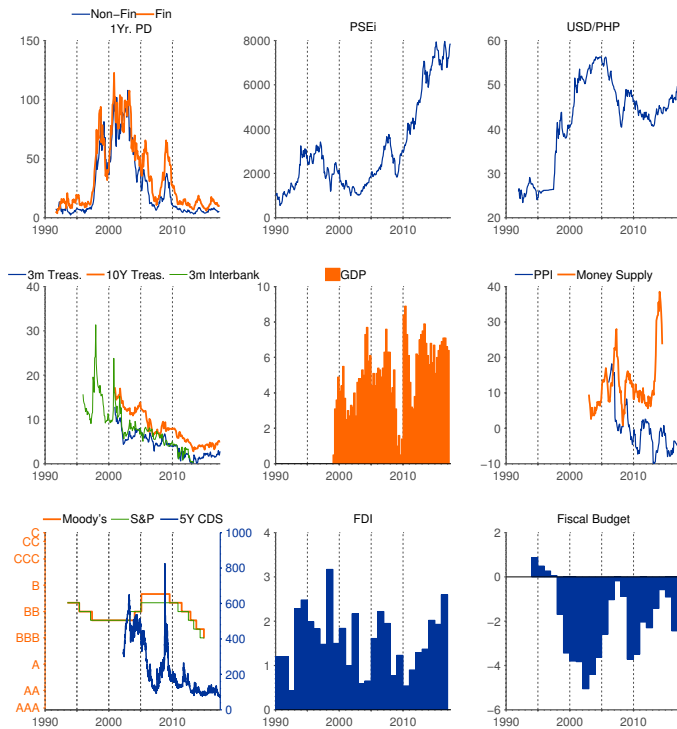 Non-Fin Fin
1Yr. PD
150
100
50
0
1990 2000 2010
PSEi
8000
6000
4000
2000
0
1990 2000 2010
USD/PHP
60
50
40
30
20
1990 2000 2010
3m Treas. 10Y Treas. 3m Interbank
40
30
20
10
0
1990 2000 2010
GDP
10
8
6
4
2
0
1990 2000 2010
PPI Money Supply
40
30
20
10
0
−10
1990 2000 2010
Moody's S&P 5Y CDS
C
CC
CCC
B
BB
BBB
A
AA
AAA
1000
800
600
400
200
0
1990 2000 2010
FDI
4
3
2
1
0
1990 2000 2010
Fiscal Budget
2
0
−2
−4
−6
1990 2000 2010